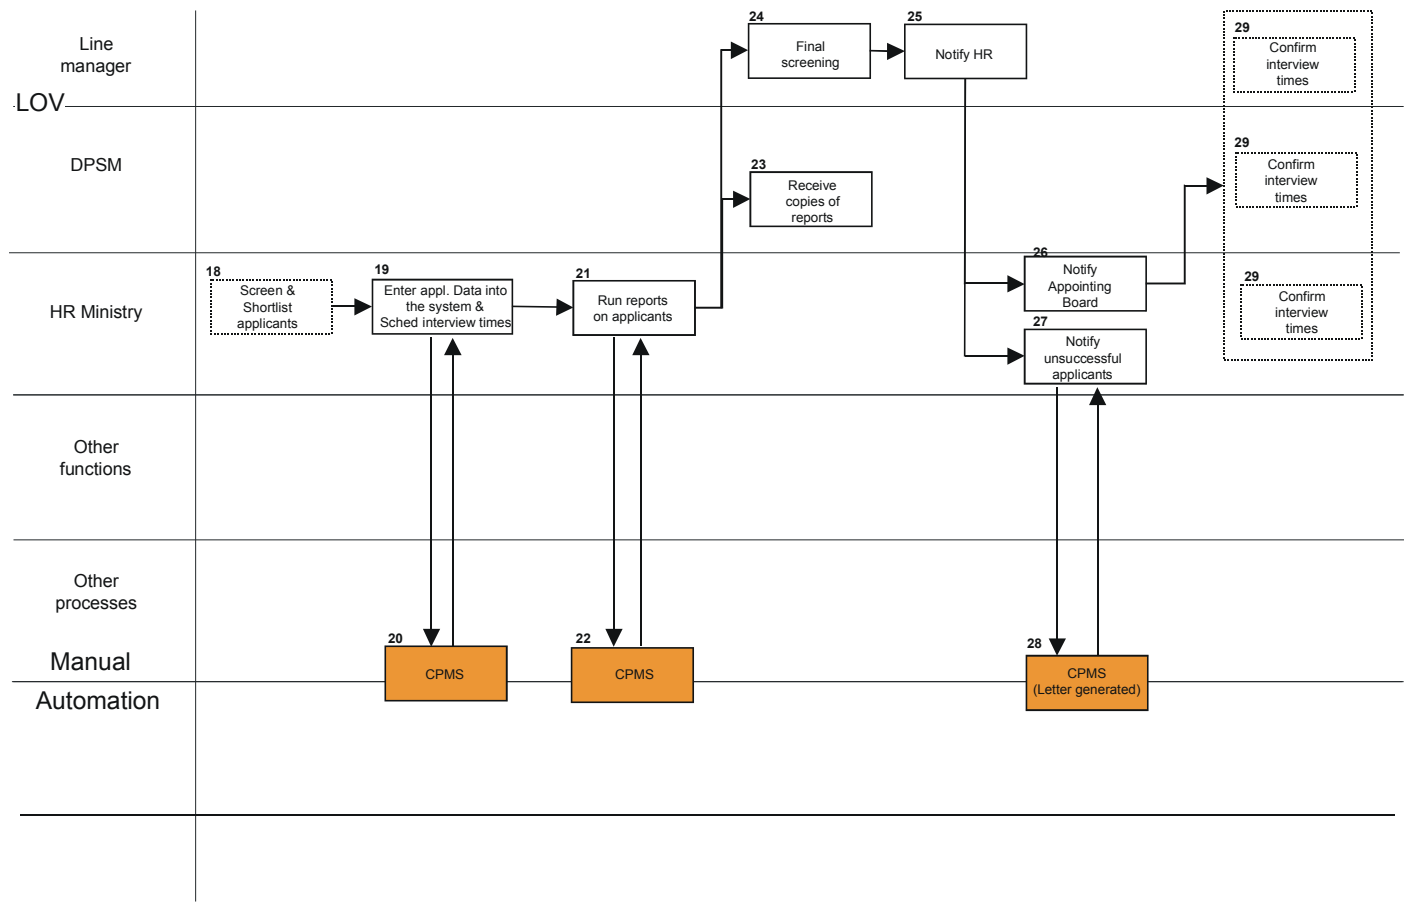 Line
manager
LOV
DPSM
HR Ministry
Other
functions
Other
processes
Manual
Automation
18
Screen &
Shortlist
applicants
19
Enter appl. Data into
the system &
Sched interview times
20
CPMS
21
Run reports
on applicants
22
CPMS
23
Receive
copies of
reports
24
Final
screening
25
Notify HR
26
Notify
Appointing
Board
27
Notify
unsuccessful
applicants
28
CPMS
(Letter generated)
29
Confirm
interview
times
29
Confirm
interview
times
29
Confirm
interview
times